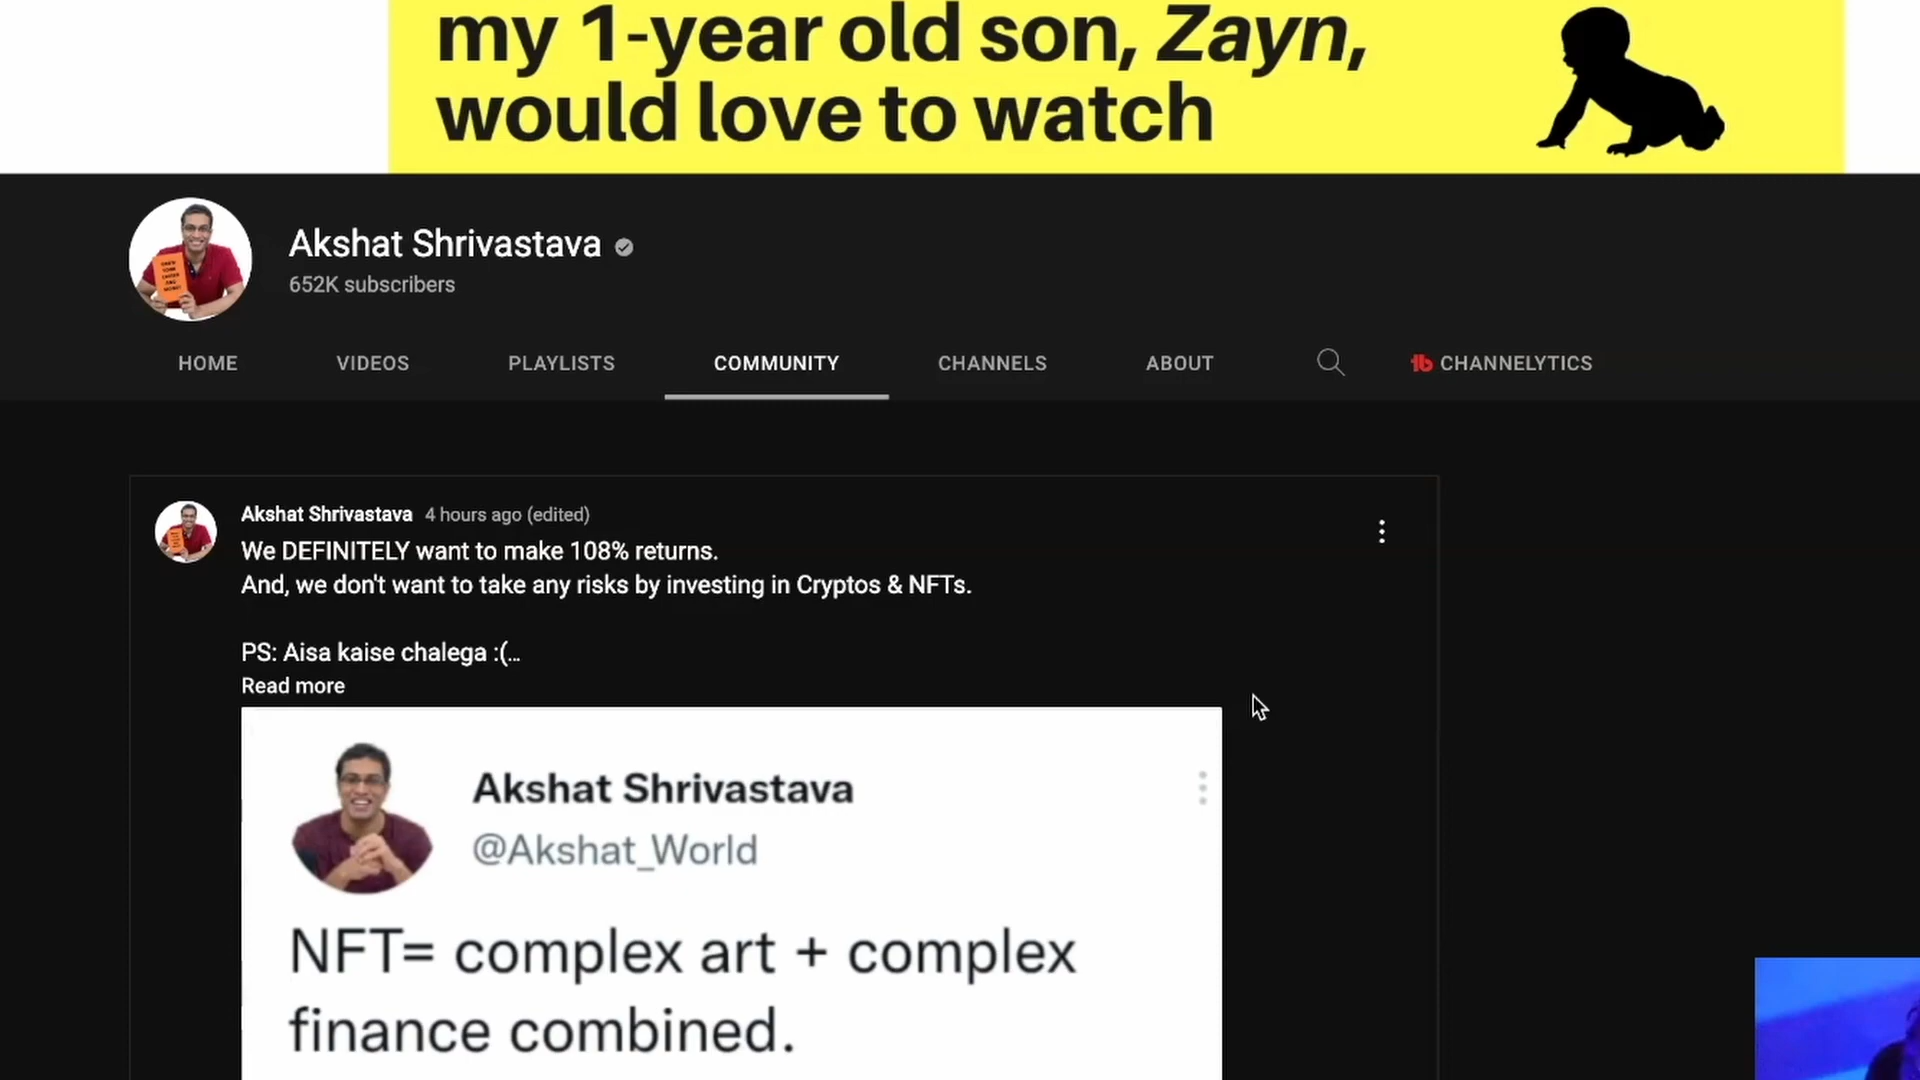 my 1-year old son, Zayn,
would love to watch
Akshat Shrivastava
652K subscribers
HOME VIDEOS PLAYLISTS COMMUNITY CHANNELS ABOUT tb CHANNELYTICS
Akshat Shrivastava 4 hours ago (edited)
We DEFINITELY want to make 108% returns.
And, we don't want to take any risks by investing in Cryptos & NFTs.
PS: Aisa kaise chalega :(...
Read more
Akshat Shrivastava
@Akshat_World
NFT= complex art + complex
finance combined.